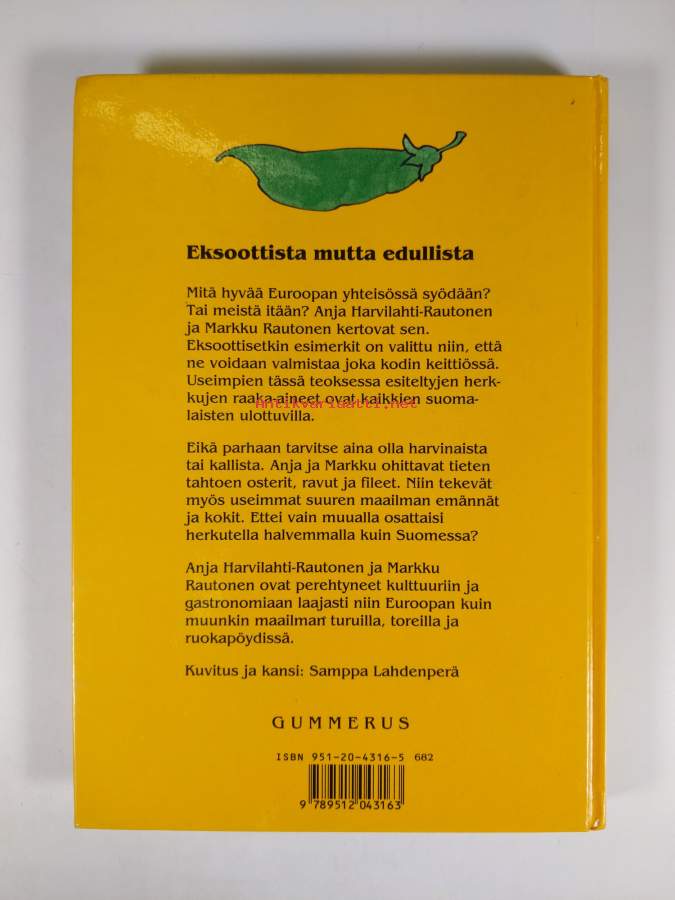 Eksoottista mutta edullista
Mitä hyvää Euroopan yhteisössä syödään?
Tai meistä itään? Anja Harvilahti-Rautonen
ja Markku Rautonen kertovat sen.
Eksoottisetkin esimerkit on valittu niin, että
ne voidaan valmistaa joka kodin keittiössä.
Useimpien tässä teoksessa esiteltyjen herk-
kujen raaka-aineet ovat kaikkien suoma-
Antikvariaatti.net
laisten ulottuvilla.
Eikä parhaan tarvitse aina olla harvinaista
tai kallista. Anja ja Markku ohittavat tieten
tahtoen osterit, ravut ja fileet. Niin tekevät
myös useimmat suuren maailman emännät
ja kokit. Ettei vain muualla osattaisi
herkutella halvemmalla kuin Suomessa?
Anja Harvilahti-Rautonen ja Markku
Rautonen ovat perehtyneet kulttuuriin ja
gastronomiaan laajasti niin Euroopan kuin
muunkin maailman turuilla, toreilla ja
ruokapöydissä.
Kuvitus ja kansi: Samppa Lahdenperä
GUMMERUS
ISBN 951-20-4316-5 682
9 789512 043163